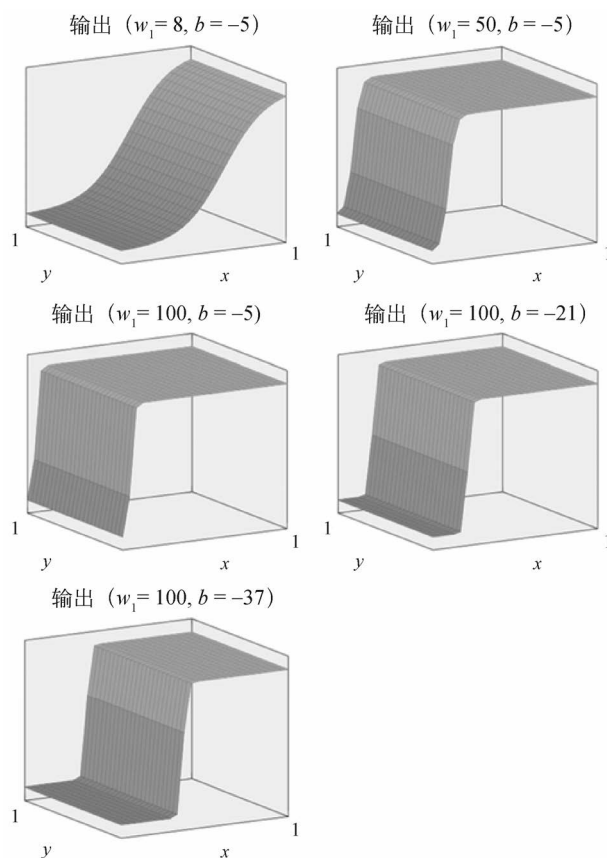 输出（w₁= 8, b = –5）
输出（w₁= 50, b = –5）
1
y
x
1
1
y
x
输出（w₁= 100, b = –5）
输出（w₁= 100, b = –21）
1
y
x
1
1
y
x
输出（w₁= 100, b = –37）
1
y
x
1